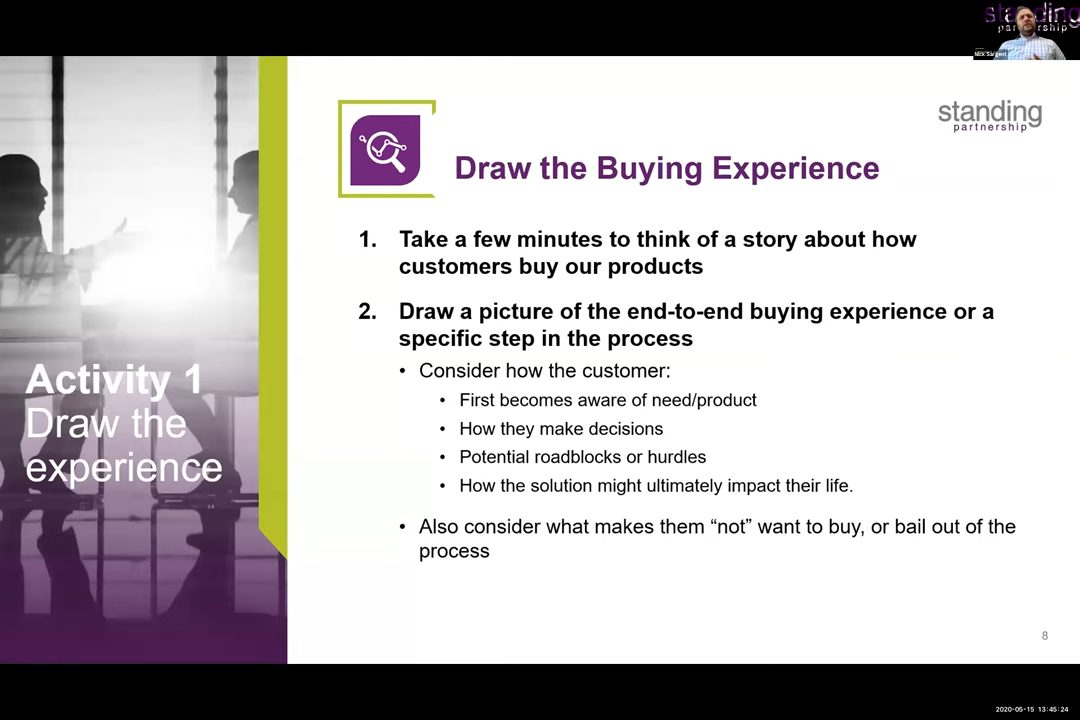 standing
partnership
Nick Sargent
standing
partnership
Draw the Buying Experience
1. Take a few minutes to think of a story about how
customers buy our products
2. Draw a picture of the end-to-end buying experience or a
specific step in the process
• Consider how the customer:
• First becomes aware of need/product
• How they make decisions
• Potential roadblocks or hurdles
• How the solution might ultimately impact their life.
• Also consider what makes them “not” want to buy, or bail out of the
process
Activity 1
Draw the
experience
8
2020-05-15 13:45:24